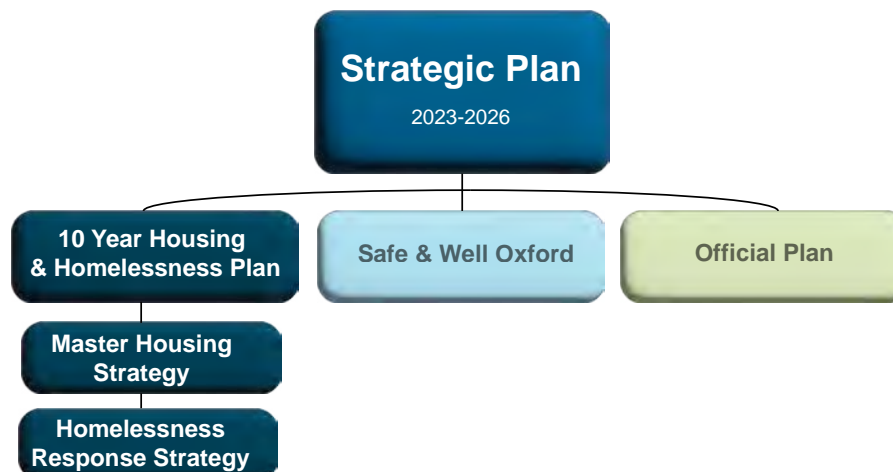 Strategic Plan
2023-2026
10 Year Housing
& Homelessness Plan
Safe & Well Oxford
Official Plan
Master Housing
Strategy
Homelessness
Response Strategy